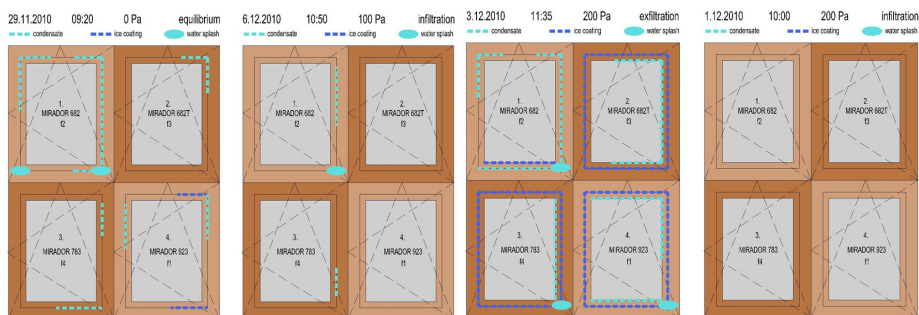 29.11.2010 09:20 0 Pa equilibrium
condensate ice coating water splash
1.
MIRADOR 682
f2
2.
MIRADOR 682T
f3
3.
MIRADOR 783
f4
4.
MIRADOR 923
f1
6.12.2010 10:50 100 Pa infiltration
condensate ice coating water splash
1.
MIRADOR 682
f2
2.
MIRADOR 682T
f3
3.
MIRADOR 783
f4
4.
MIRADOR 923
f1
3.12.2010 11:35 200 Pa exfiltration
condensate ice coating water splash
1.
MIRADOR 682
f2
2.
MIRADOR 682T
f3
3.
MIRADOR 783
f4
4.
MIRADOR 923
f1
1.12.2010 10:00 200 Pa infiltration
condensate ice coating water splash
1.
MIRADOR 682
f2
2.
MIRADOR 682T
f3
3.
MIRADOR 783
f4
4.
MIRADOR 923
f1